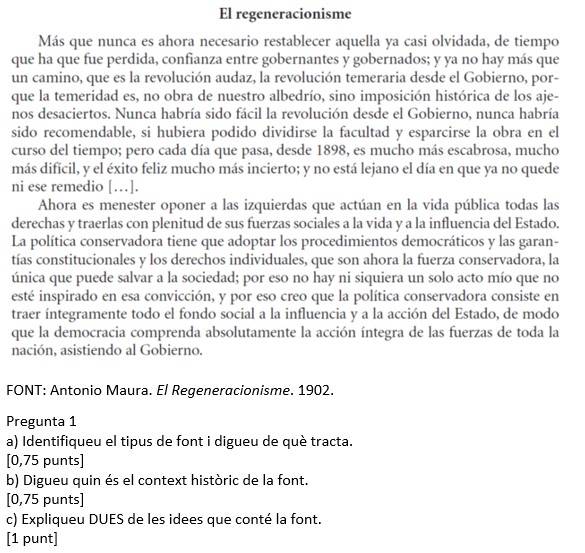 El regeneracionisme
Más que nunca es ahora necesario restablecer aquella ya casi olvidada, de tiempo
que ha que fue perdida, confianza entre gobernantes y gobernados; y ya no hay más que
un camino, que es la revolución audaz, la revolución temeraria desde el Gobierno, por-
que la temeridad es, no obra de nuestro albedrío, sino imposición histórica de los aje-
nos desaciertos. Nunca habría sido fácil la revolución desde el Gobierno, nunca habría
sido recomendable, si hubiera podido dividirse la facultad y esparcirse la obra en el
curso del tiempo; pero cada día que pasa, desde 1898, es mucho más escabrosa, mucho
más difícil, y el éxito feliz mucho más incierto; y no está lejano el día en que ya no quede
ni ese remedio [...].
Ahora es menester oponer a las izquierdas que actúan en la vida pública todas las
derechas y traerlas con plenitud de sus fuerzas sociales a la vida y a la influencia del Estado.
La política conservadora tiene que adoptar los procedimientos democráticos y las garan-
tías constitucionales y los derechos individuales, que son ahora la fuerza conservadora, la
única que puede salvar a la sociedad; por eso no hay ni siquiera un solo acto mío que no
esté inspirado en esa convicción, y por eso creo que la política conservadora consiste en
traer íntegramente todo el fondo social a la influencia y a la acción del Estado, de modo
que la democracia comprenda absolutamente la acción íntegra de las fuerzas de toda la
nación, asistiendo al Gobierno.
FONT: Antonio Maura. El Regeneracionisme. 1902.
Pregunta 1
a) Identifiqueu el tipus de font i digueu de què tracta.
[0,75 punts]
b) Digueu quin és el context històric de la font.
[0,75 punts]
c) Expliqueu DUES de les idees que conté la font.
[1 punt]